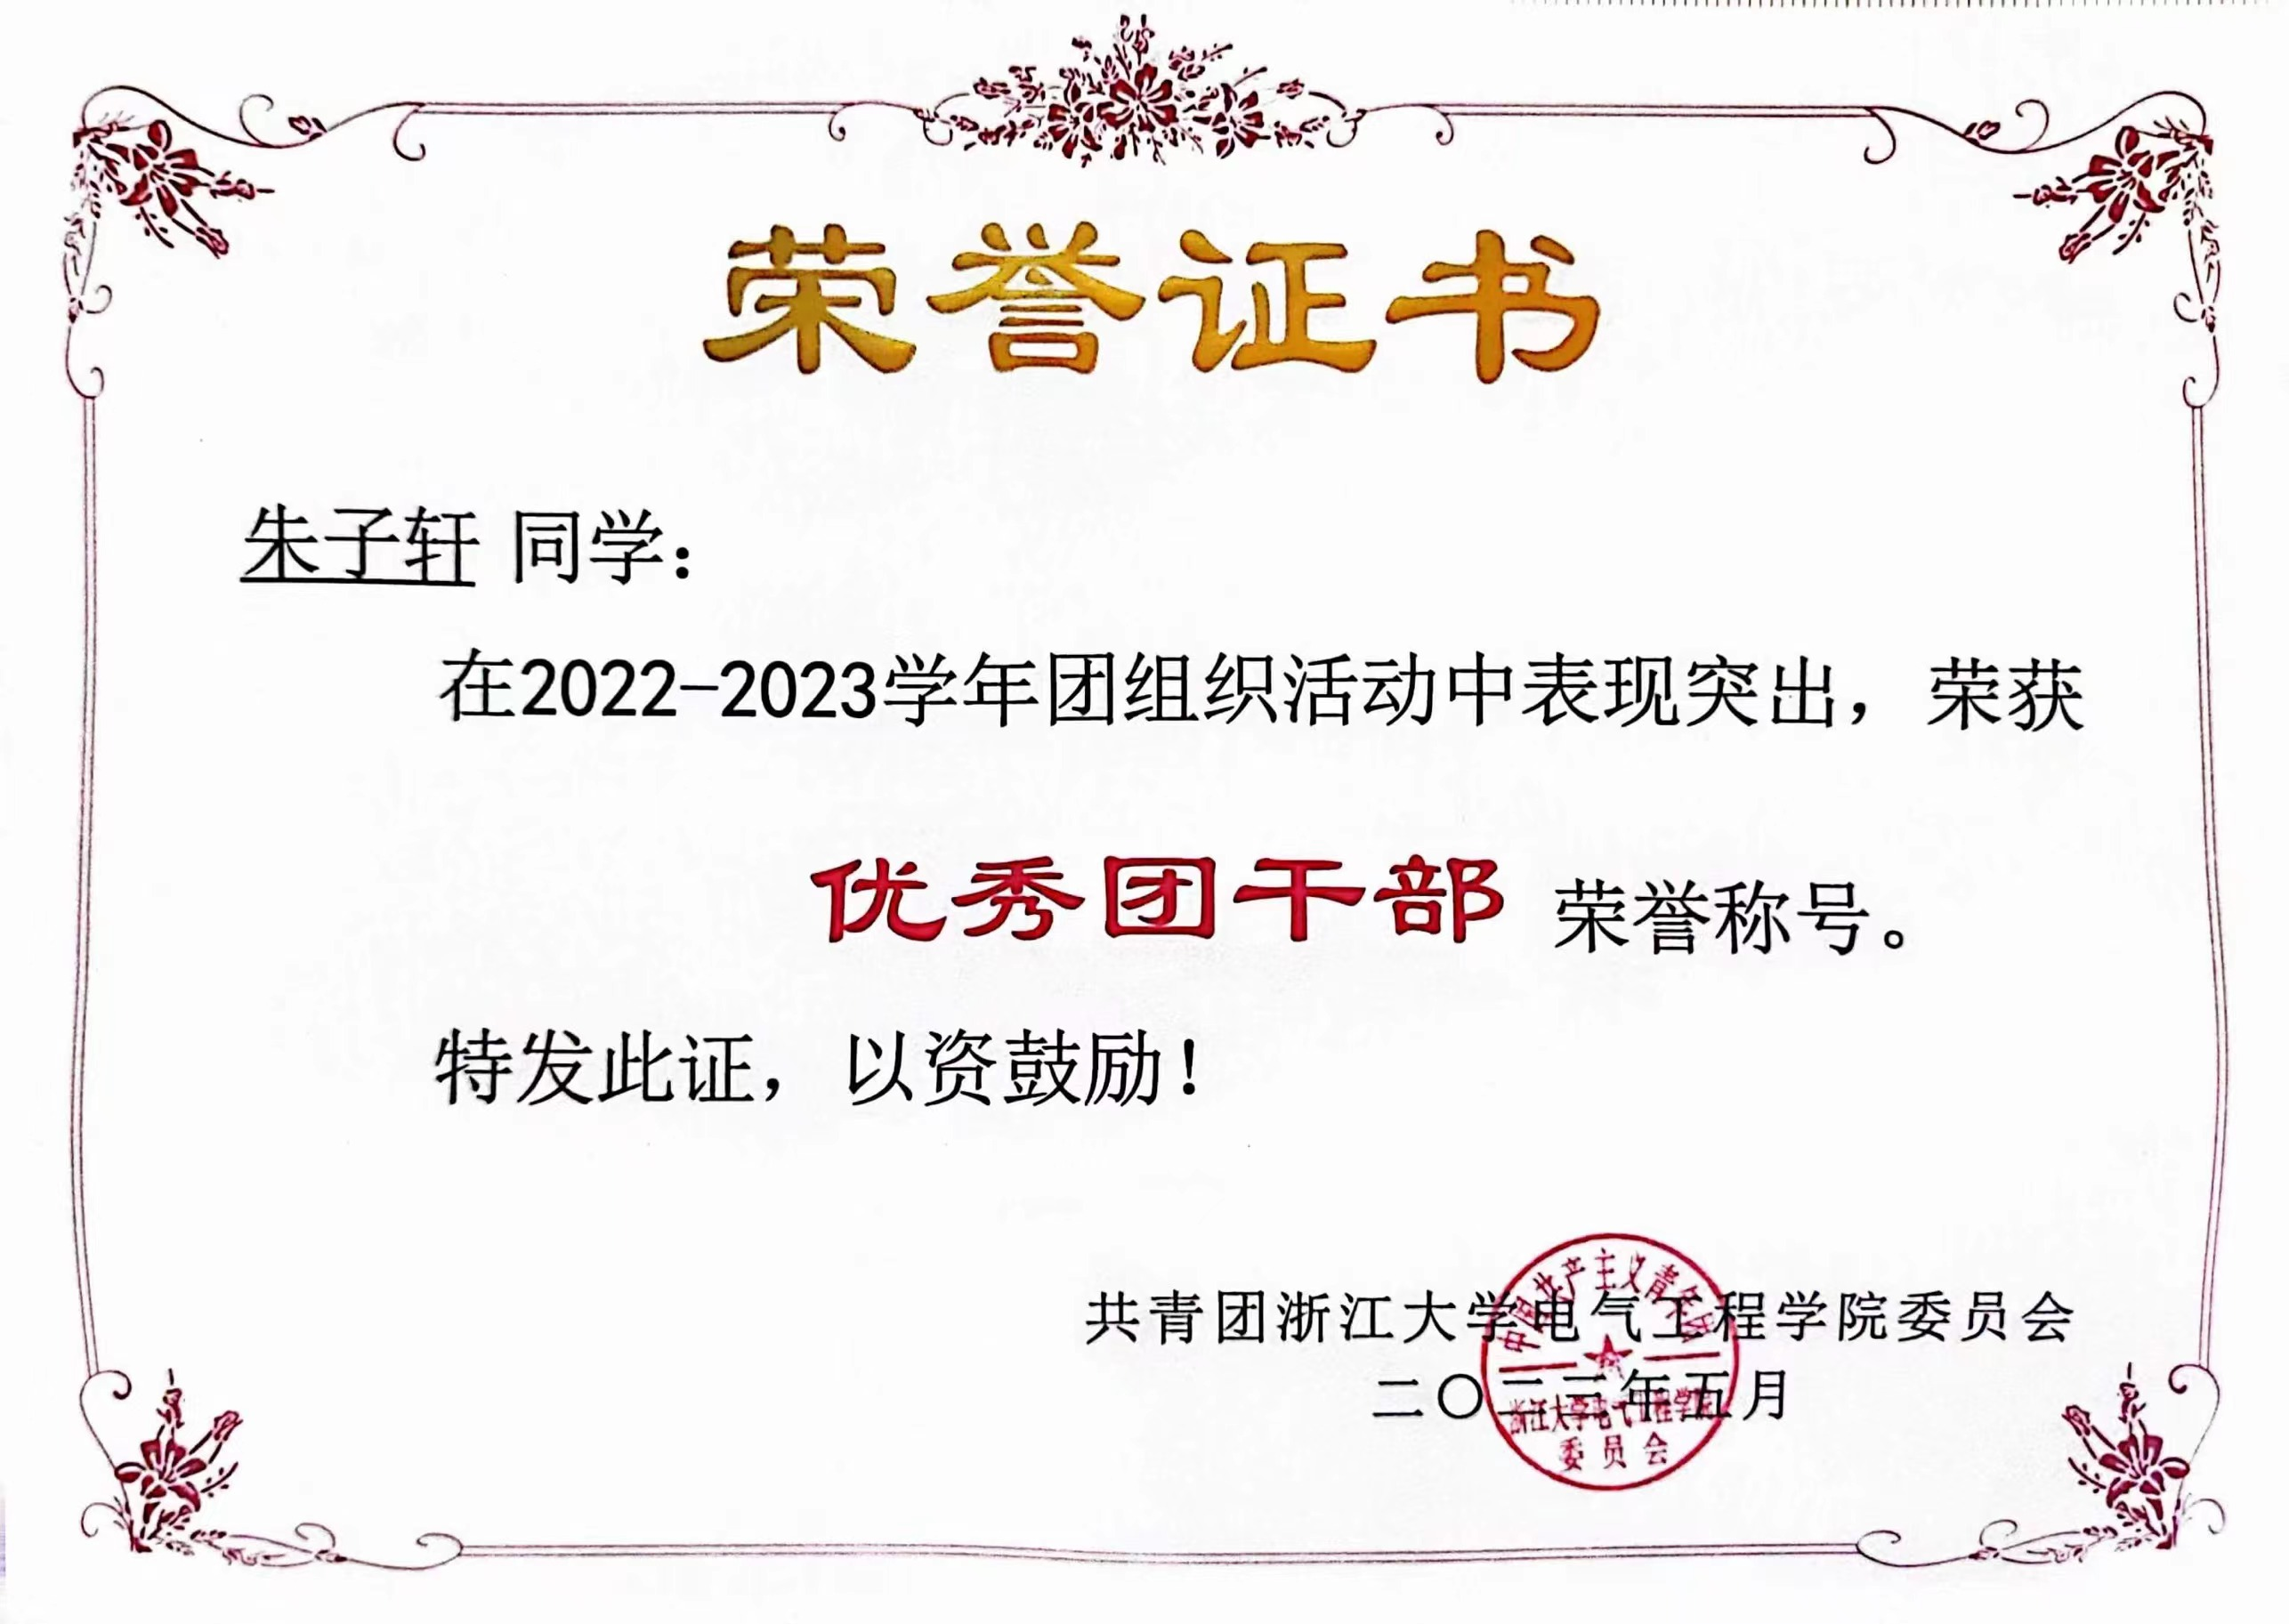 荣誉证书
朱子轩 同学：
在2022-2023学年团组织活动中表现突出，荣获
优秀团干部 荣誉称号。
特发此证，以资鼓励！
共青团浙江大学电气工程学院委员会
二〇二三年五月
中国共产主义青年团
浙江大学电气工程学院
委员会